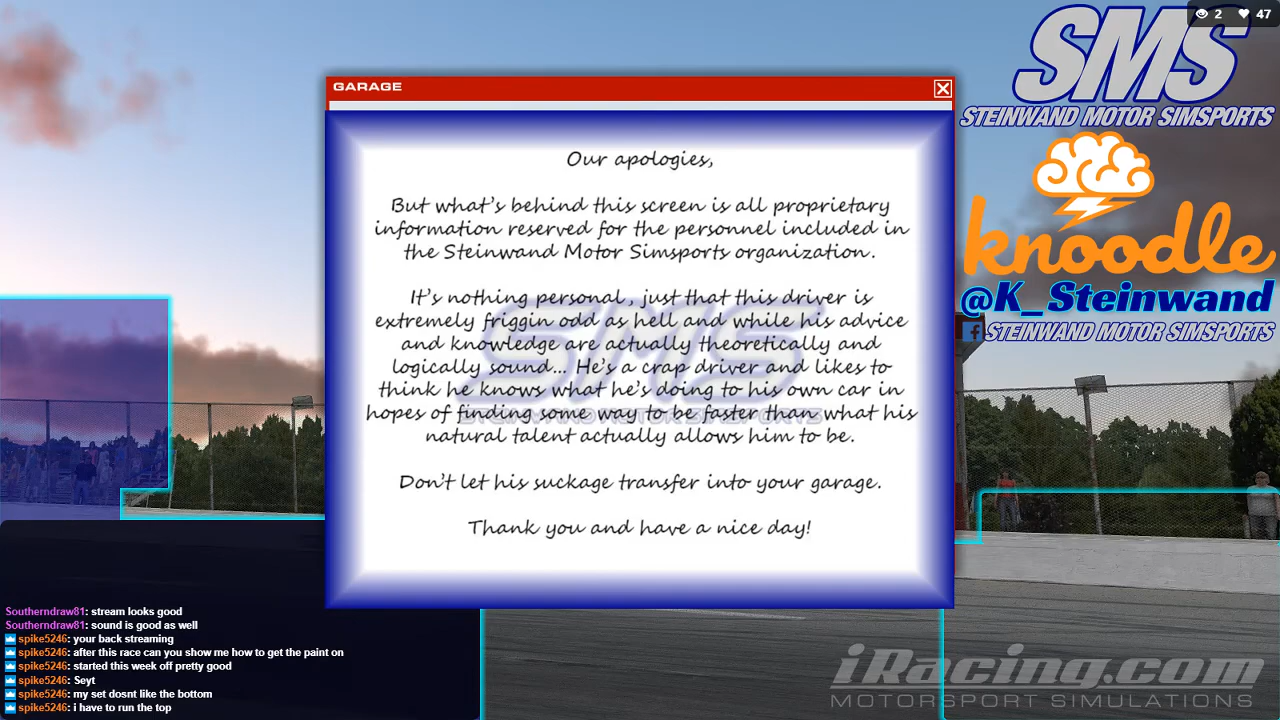 2 47
SMS
STEINWAND MOTOR SIMSPORTS
knoodle
@K_Steinwand
STEINWAND MOTOR SIMSPORTS
GARAGE
Our apologies,
But what's behind this screen is all proprietary
information reserved for the personnel included in
the Steinwand Motor Simsports organization.
It's nothing personal, just that this driver is
extremely friggin odd as hell and while his advice
and knowledge are actually theoretically and
logically sound... He's a crap driver and likes to
think he knows what he's doing to his own car in
hopes of finding some way to be faster than what his
natural talent actually allows him to be.
Don't let his suckage transfer into your garage.
Thank you and have a nice day!
SMS
STEINWAND MOTOR SIMSPORTS
Southerndraw81: stream looks good
Southerndraw81: sound is good as well
spike5246: your back streaming
spike5246: after this race can you show me how to get the paint on
spike5246: started this week off pretty good
spike5246: Seyt
spike5246: my set dosnt like the bottom
spike5246: i have to run the top
iRacing.com
MOTORSPORT SIMULATIONS